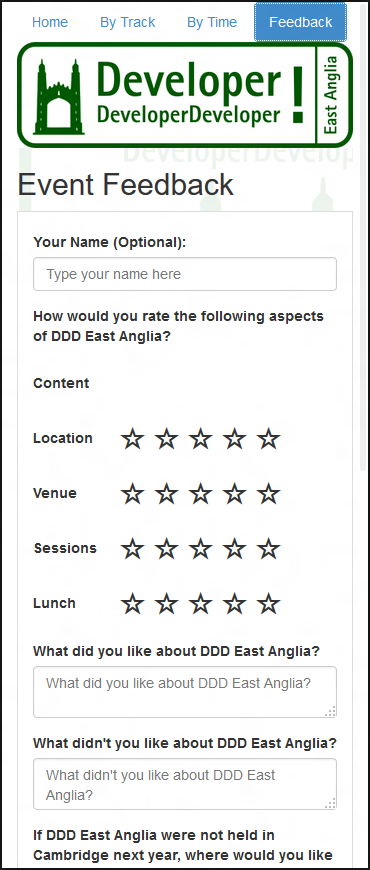 Home By Track By Time Feedback
Developer!
DeveloperDeveloper
East Anglia
DeveloperDeveloper
Event Feedback
Your Name (Optional):
Type your name here
How would you rate the following aspects
of DDD East Anglia?
Content
Location
Venue
Sessions
Lunch
What did you like about DDD East Anglia?
What did you like about DDD East Anglia?
What didn't you like about DDD East Anglia?
What didn't you like about DDD East
Anglia?
If DDD East Anglia were not held in
Cambridge next year, where would you like